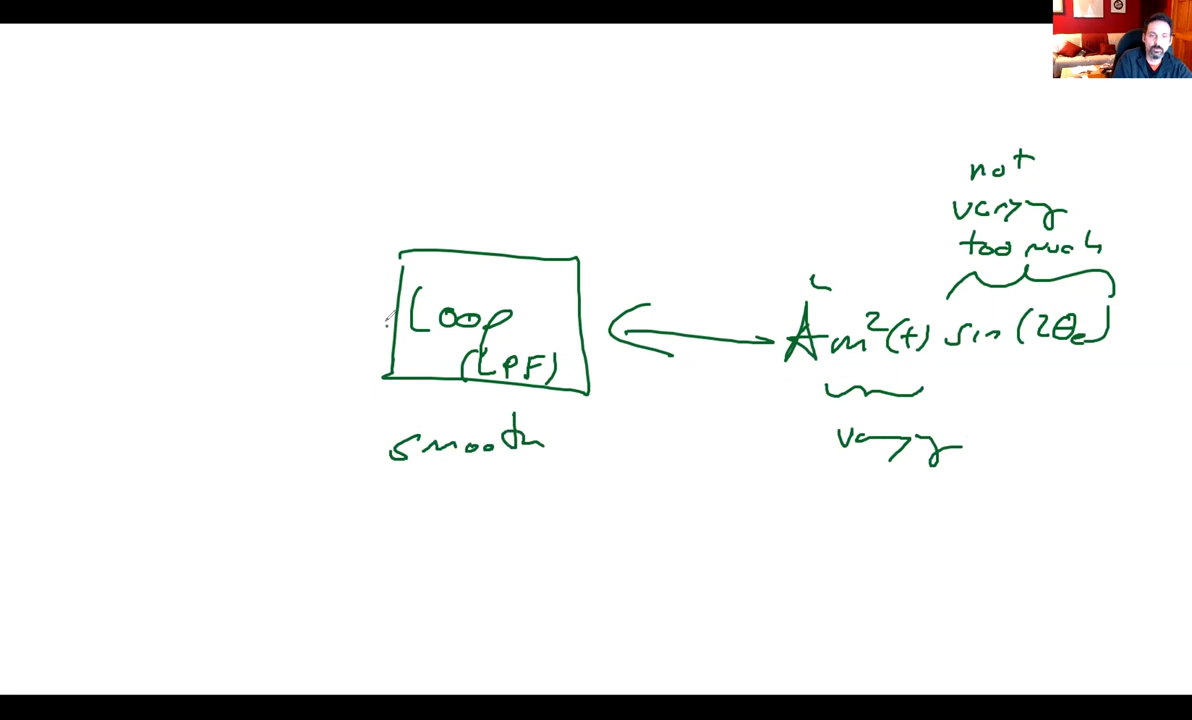 not
varying
too much
Loop
(LPF)
A m²(t) sin (2θe)
smooth
varying